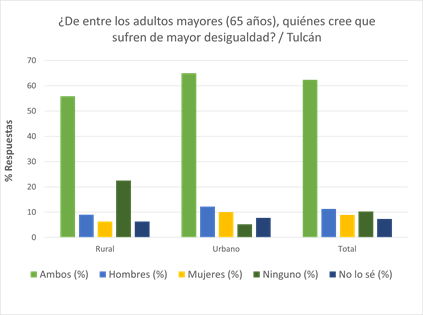 ¿De entre los adultos mayores (65 años), quiénes cree que
sufren de mayor desigualdad? / Tulcán
% Respuestas
70
60
50
40
30
20
10
0
Rural
Urbano
Total
Ambos (%)
Hombres (%)
Mujeres (%)
Ninguno (%)
No lo sé (%)